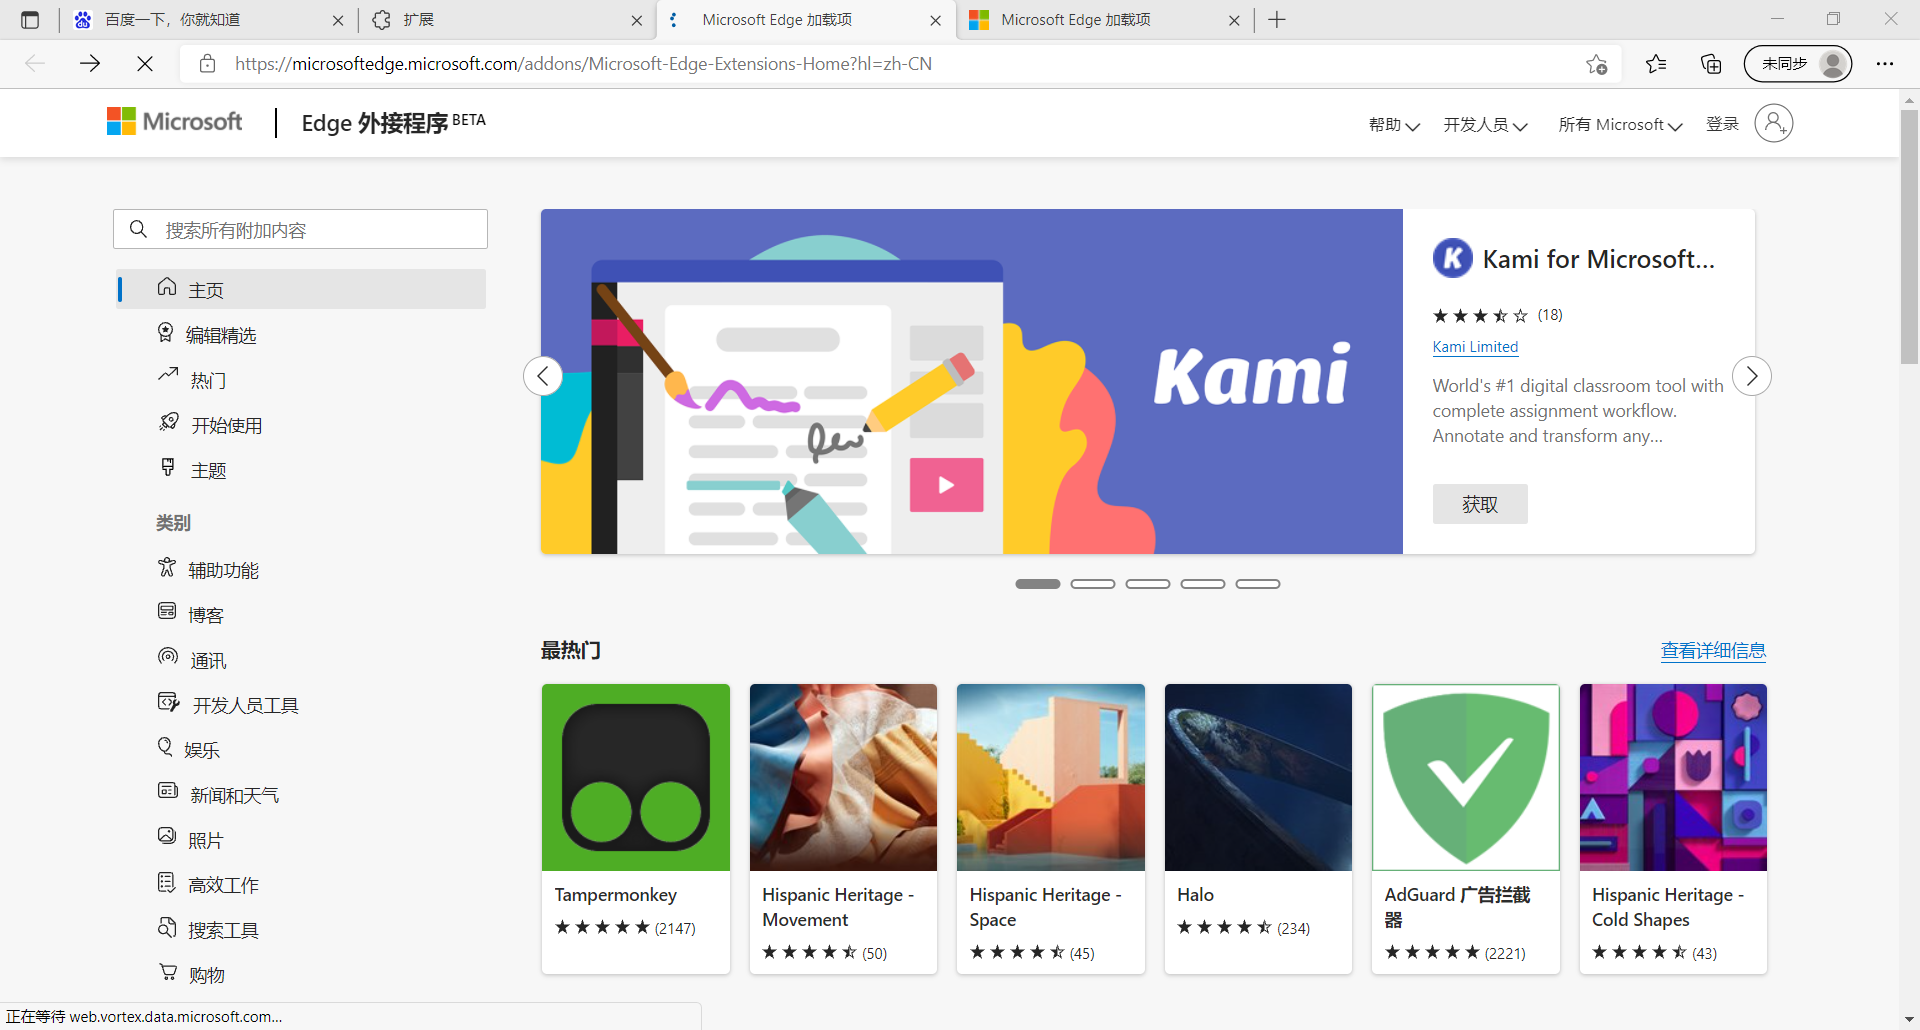 百度一下，你就知道
扩展
Microsoft Edge 加载项
Microsoft Edge 加载项
https://microsoftedge.microsoft.com/addons/Microsoft-Edge-Extensions-Home?hl=zh-CN
未同步
Microsoft
Edge 外接程序 BETA
帮助
开发人员
所有 Microsoft
登录
搜索所有附加内容
主页
编辑精选
热门
开始使用
主题
类别
辅助功能
博客
通讯
开发人员工具
娱乐
新闻和天气
照片
高效工作
搜索工具
购物
Kami
K
Kami for Microsoft...
(18)
Kami Limited
World's #1 digital classroom tool with
complete assignment workflow.
Annotate and transform any...
获取
最热门
查看详细信息
Tampermonkey
(2147)
Hispanic Heritage -
Movement
(50)
Hispanic Heritage -
Space
(45)
Halo
(234)
AdGuard 广告拦截
器
(2221)
Hispanic Heritage -
Cold Shapes
(43)
正在等待 web.vortex.data.microsoft.com...